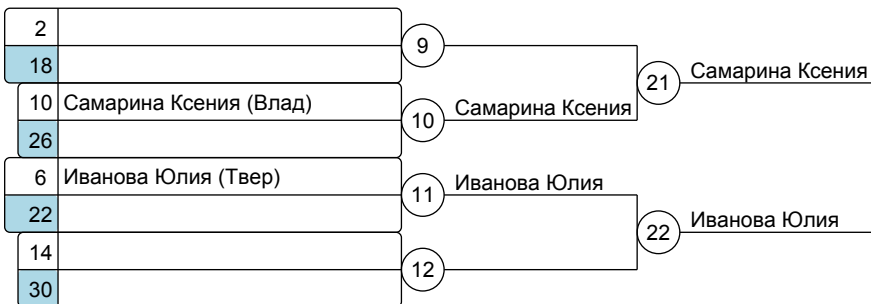 2
9
18
21 Самарина Ксения
10 Самарина Ксения (Влад)
10 Самарина Ксения
26
6 Иванова Юлия (Твер)
11 Иванова Юлия
22
22 Иванова Юлия
14
12
30